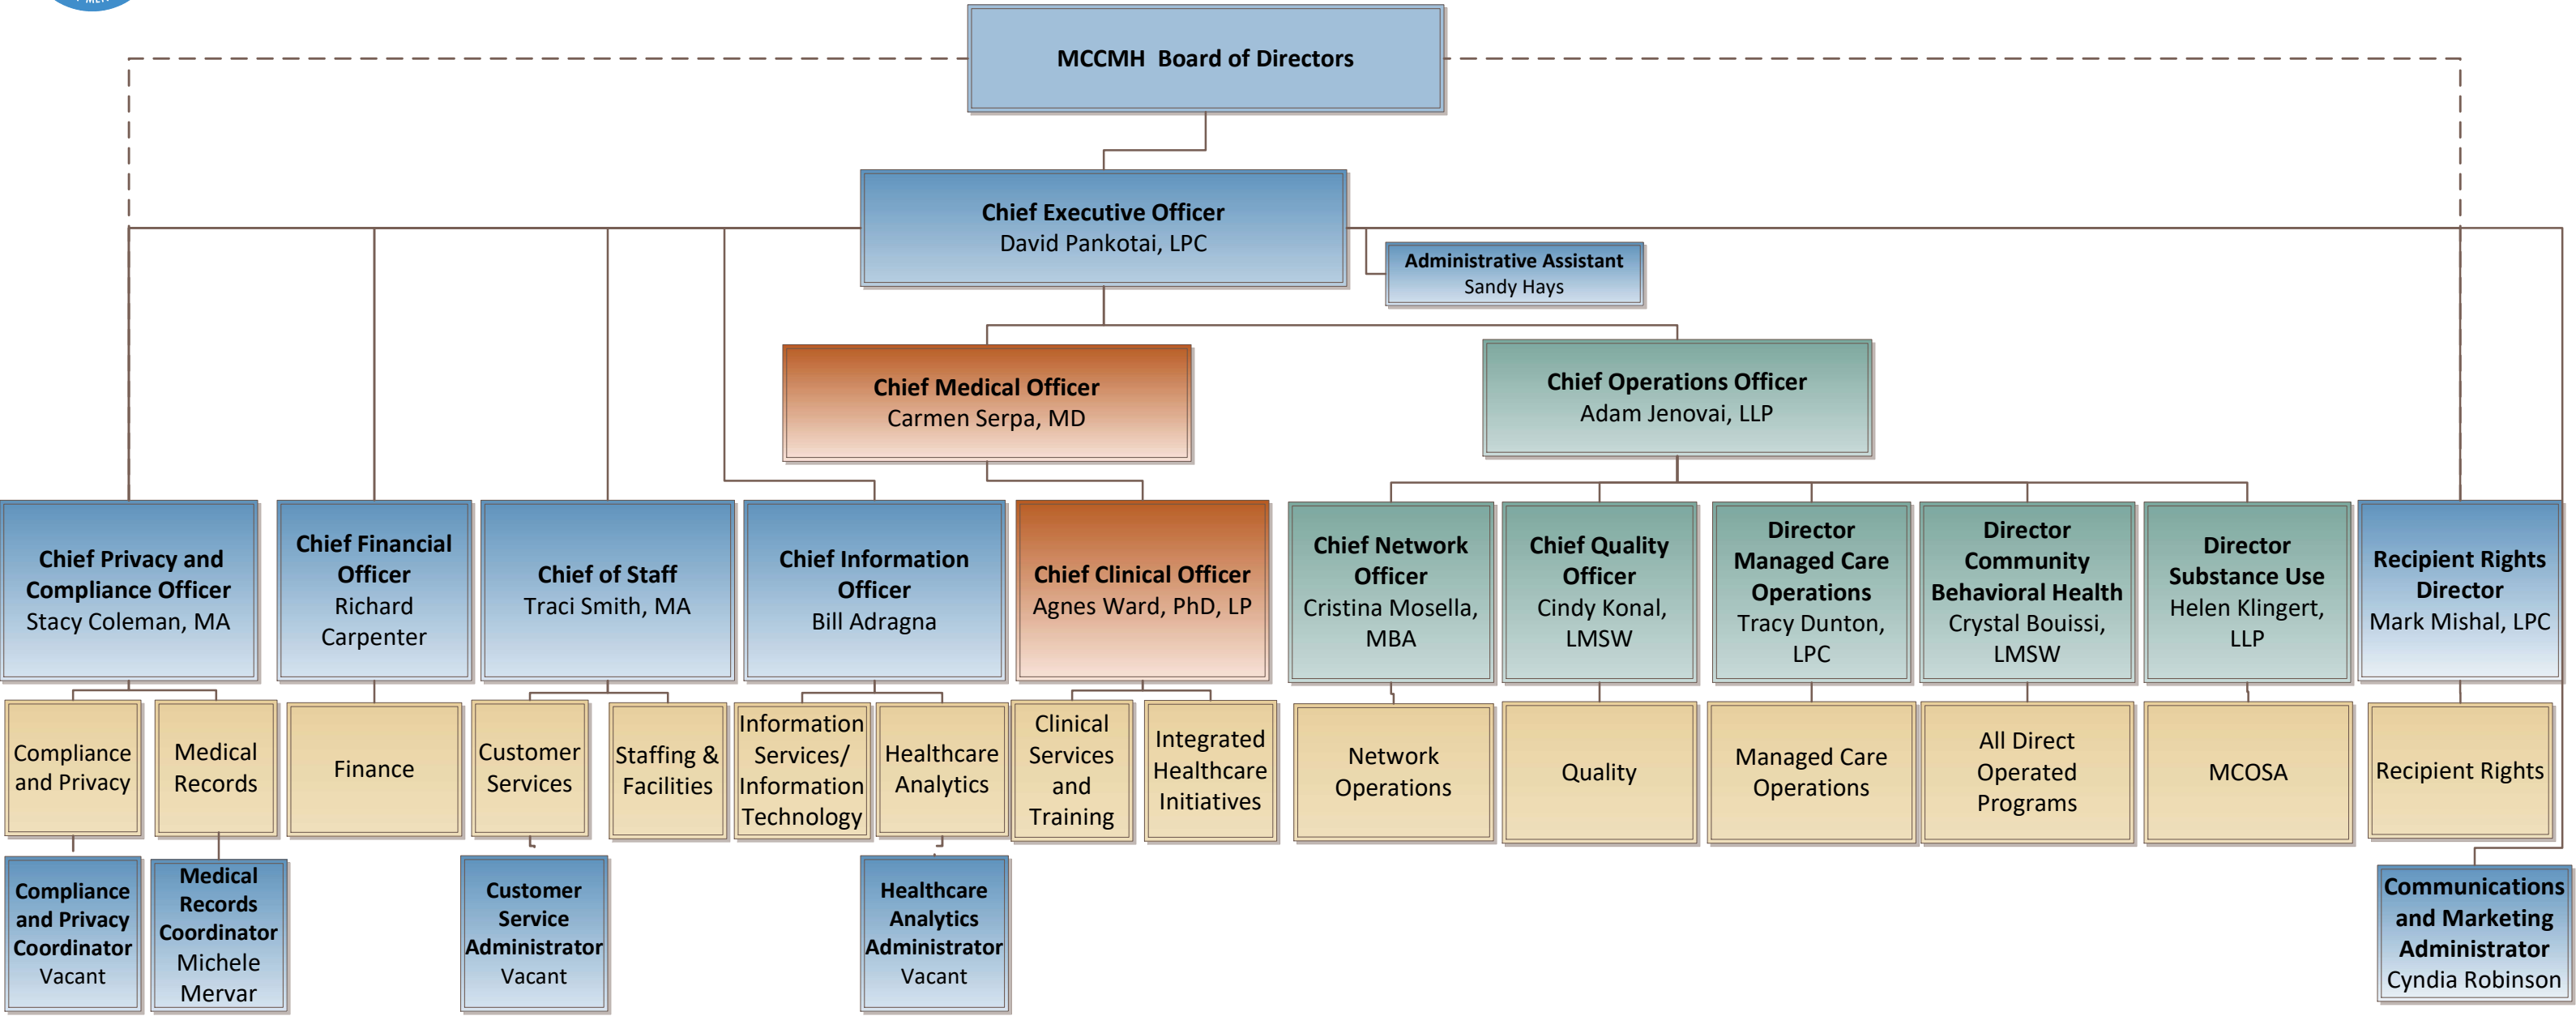 MCCMH Board of Directors
Chief Executive Officer
David Pankotai, LPC
Administrative Assistant
Sandy Hays
Chief Medical Officer
Carmen Serpa, MD
Chief Operations Officer
Adam Jenovai, LLP
Chief Privacy and
Compliance Officer
Stacy Coleman, MA
Chief Financial
Officer
Richard
Carpenter
Chief of Staff
Traci Smith, MA
Chief Information
Officer
Bill Adragna
Chief Clinical Officer
Agnes Ward, PhD, LP
Chief Network
Officer
Cristina Mosella,
MBA
Chief Quality
Officer
Cindy Konal,
LMSW
Director
Managed Care
Operations
Tracy Dunton,
LPC
Director
Community
Behavioral Health
Crystal Bouissi,
LMSW
Director
Substance Use
Helen Klingert,
LLP
Recipient Rights
Director
Mark Mishal, LPC
Compliance
and Privacy
Medical
Records
Finance
Customer
Services
Staffing &
Facilities
Information
Services/
Information
Technology
Healthcare
Analytics
Clinical
Services
and
Training
Integrated
Healthcare
Initiatives
Network
Operations
Quality
Managed Care
Operations
All Direct
Operated
Programs
MCOSA
Recipient Rights
Compliance
and Privacy
Coordinator
Vacant
Medical
Records
Coordinator
Michele
Mervar
Customer
Service
Administrator
Vacant
Healthcare
Analytics
Administrator
Vacant
Communications
and Marketing
Administrator
Cyndia Robinson